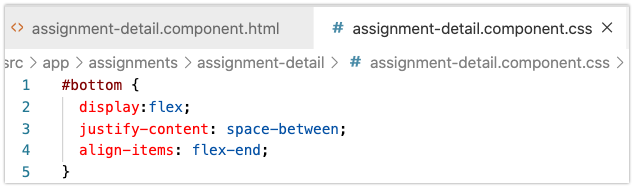 <> assignment-detail.component.html # assignment-detail.component.css ×
src > app > assignments > assignment-detail > # assignment-detail.component.css >
1 #bottom {
2 display:flex;
3 justify-content: space-between;
4 align-items: flex-end;
5 }